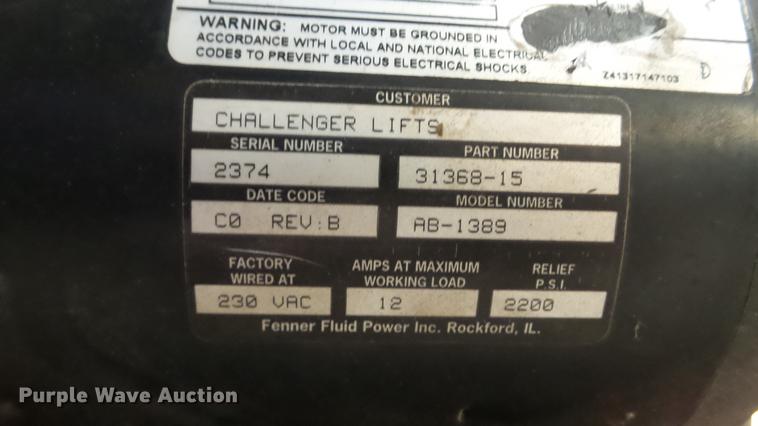 WARNING: MOTOR MUST BE GROUNDED IN
ACCORDANCE WITH LOCAL AND NATIONAL ELECTRICAL
CODES TO PREVENT SERIOUS ELECTRICAL SHOCKS.
Z41317147103 D
CUSTOMER
CHALLENGER LIFTS
SERIAL NUMBER PART NUMBER
2374 31368-15
DATE CODE MODEL NUMBER
C0 REV:B AB-1389
FACTORY WIRED AT AMPS AT MAXIMUM WORKING LOAD RELIEF P.S.I.
230 VAC 12 2200
Fenner Fluid Power Inc. Rockford, IL.
Purple Wave Auction